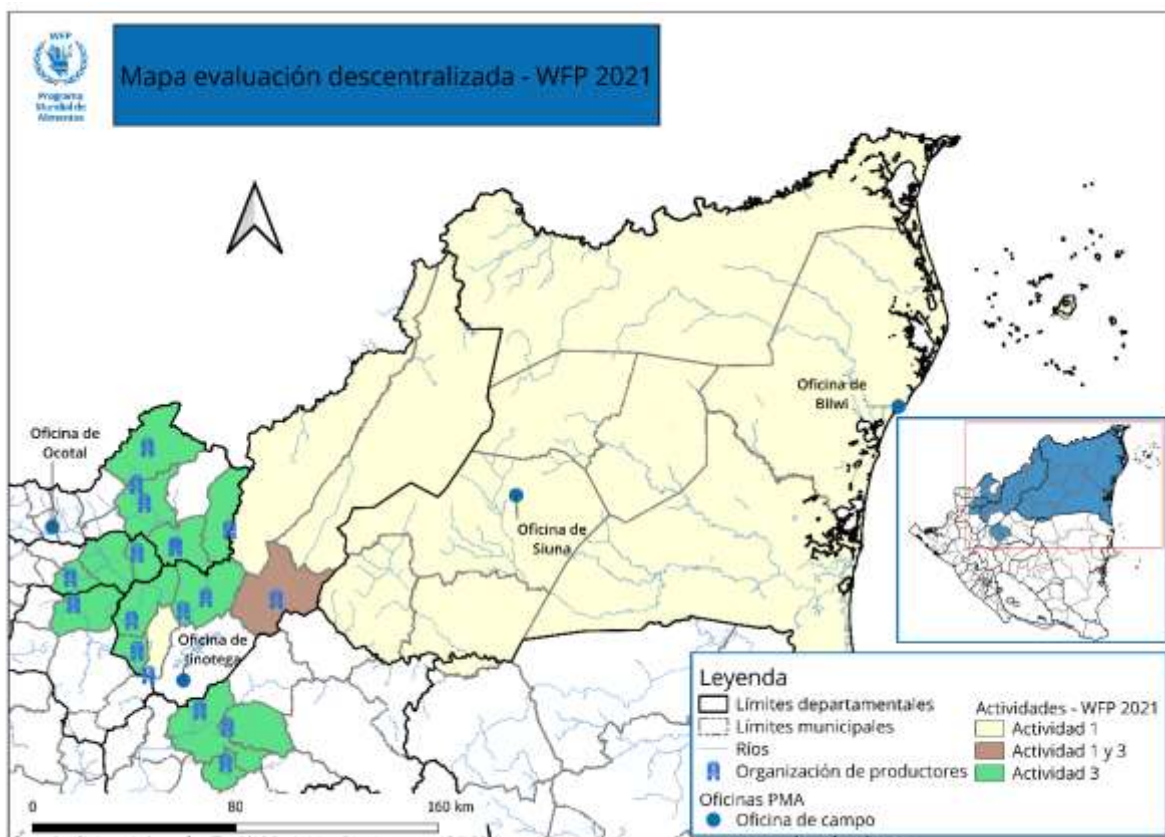 WFP
Programa
Mundial de
Alimentos
Mapa evaluación descentralizada - WFP 2021
Oficina de
Bilwi
Oficina de
Ocotal
Oficina de
Siuna
Oficina de
Jinotega
Leyenda
Límites departamentales
Límites municipales
Ríos
Organización de productores
Oficinas PMA
Oficina de campo
Actividades - WFP 2021
Actividad 1
Actividad 1 y 3
Actividad 3
0 80 160 km